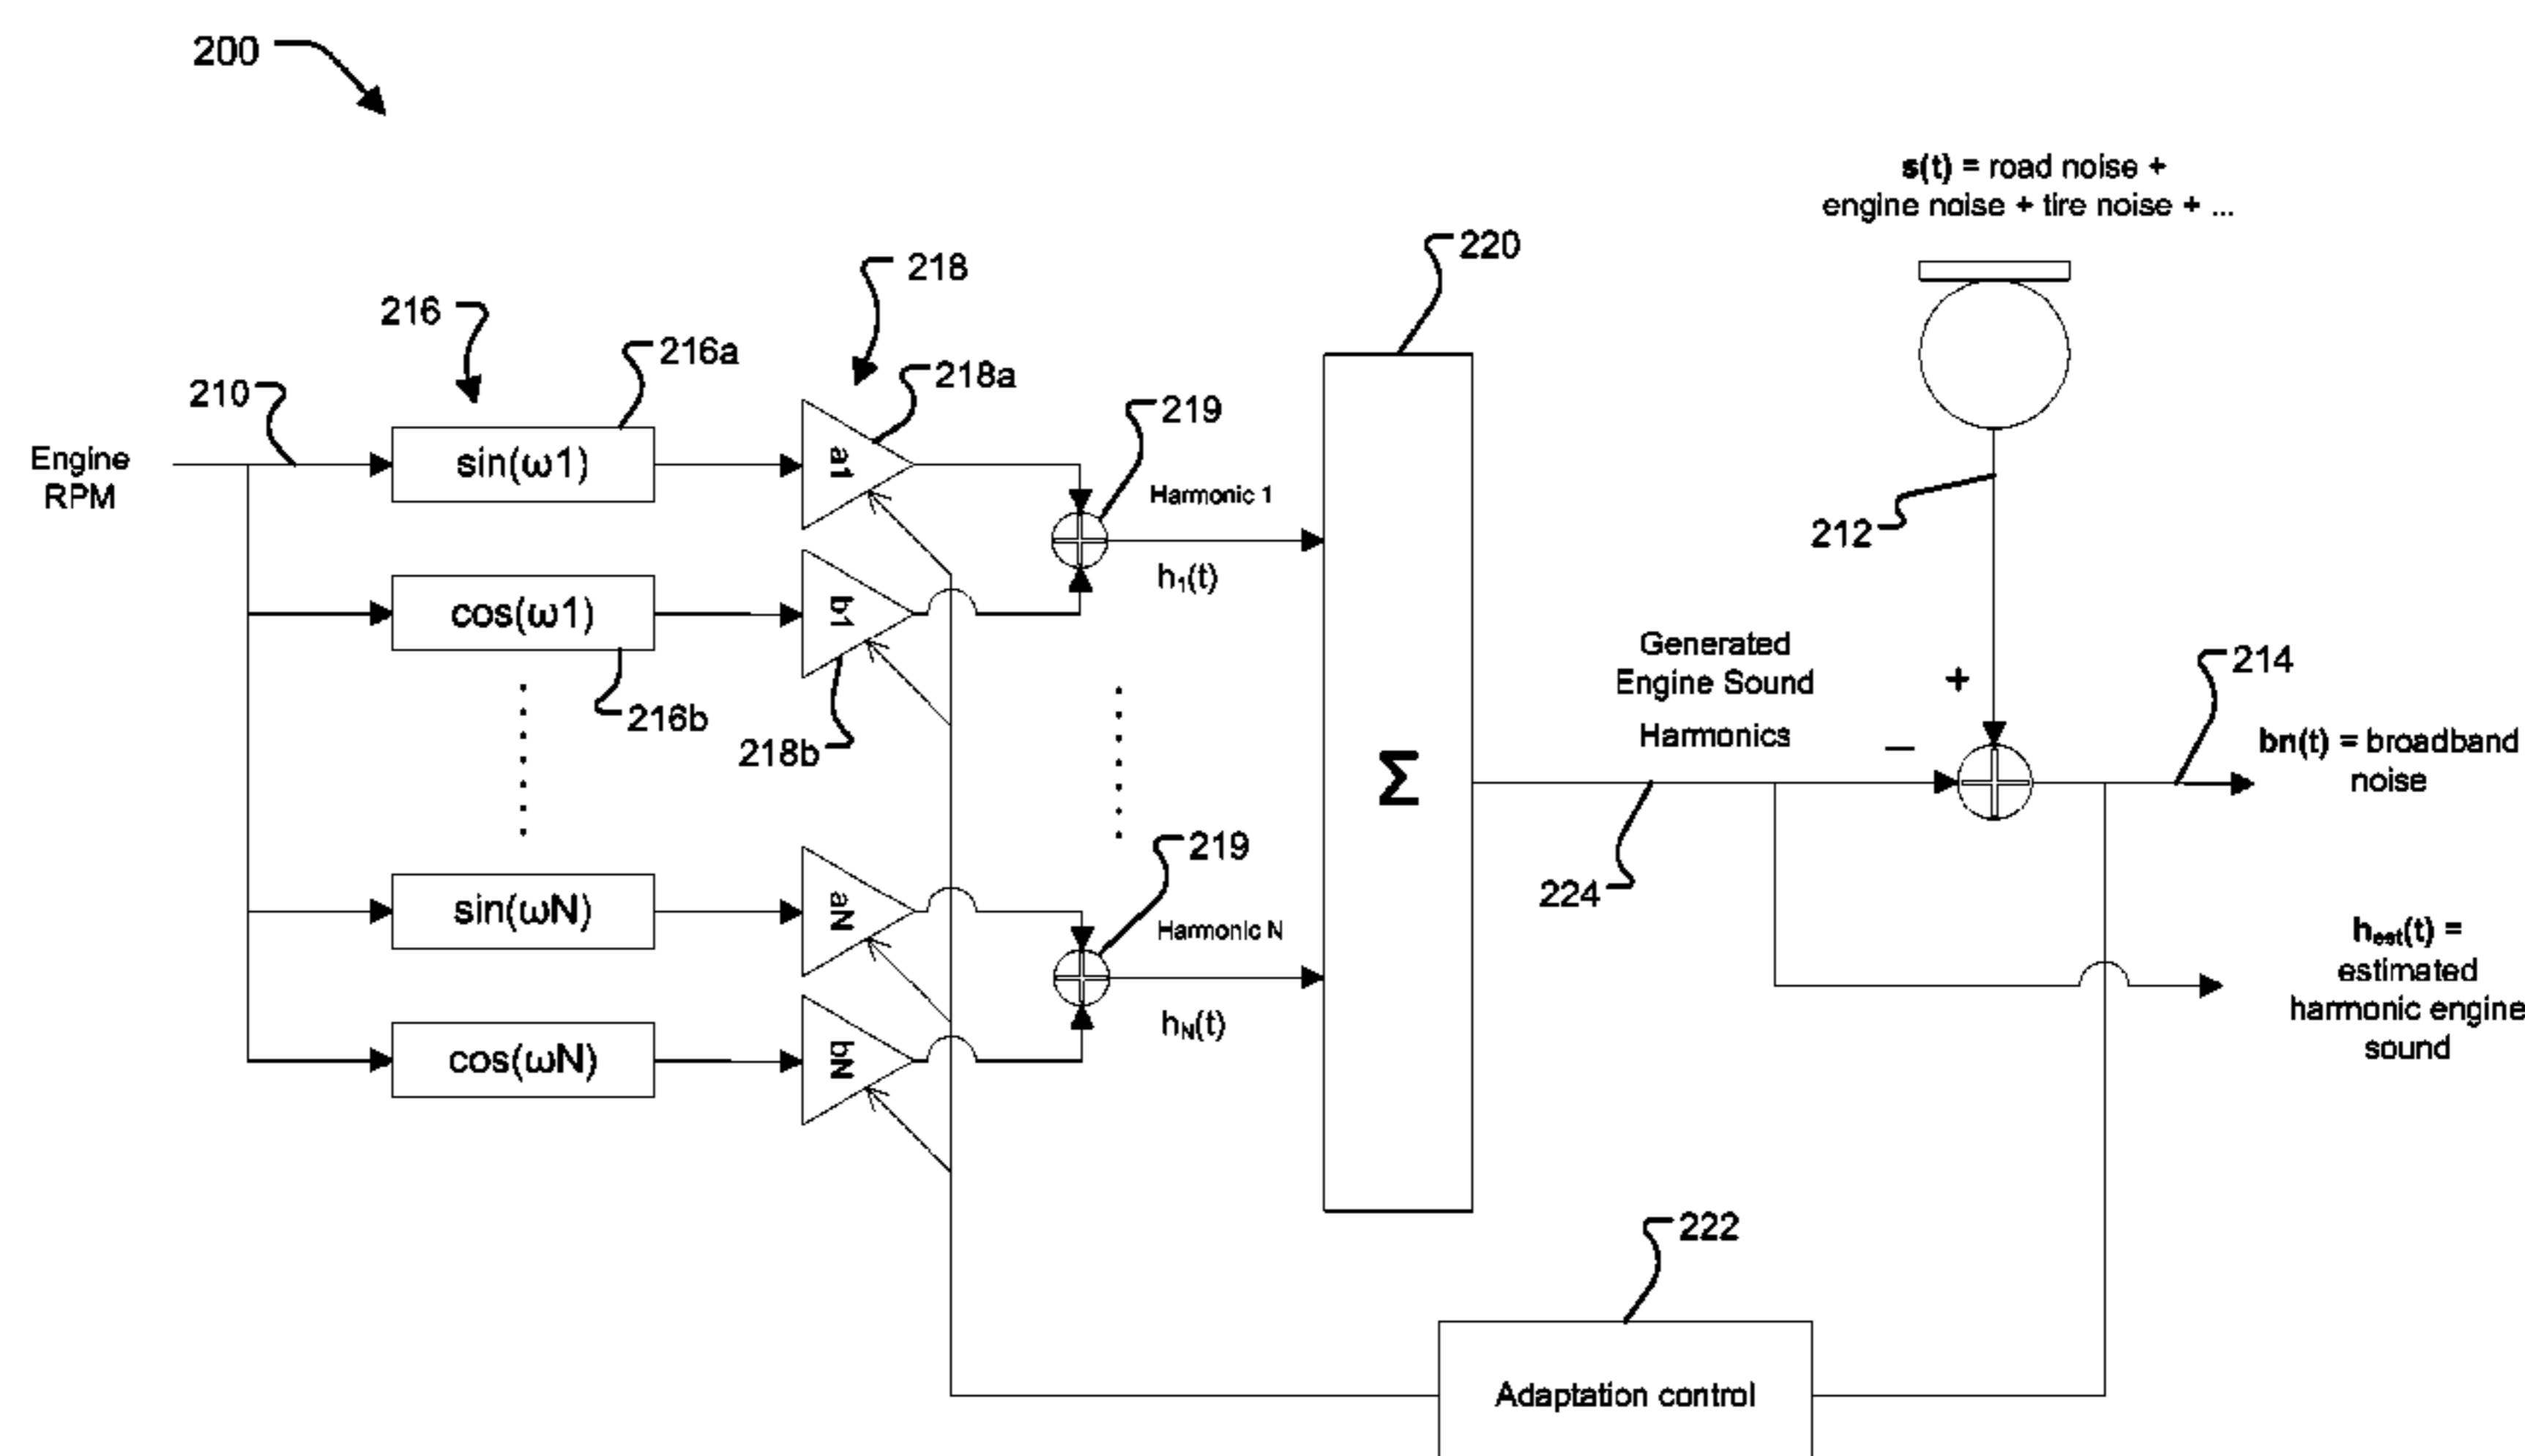 200
s(t) = road noise +
engine noise + tire noise + ...
218
220
216
216a
218a
210
219
Engine
RPM
sin(ω1)
a1
Harmonic 1
212
h₁(t)
cos(ω1)
b1
Generated
Engine Sound
Harmonics
+
−
214
216b
218b
bn(t) = broadband
noise
Σ
219
224
sin(ωN)
aN
Harmonic N
hₑₛₜ(t) =
estimated
harmonic engine
sound
h_N(t)
cos(ωN)
bN
222
Adaptation control